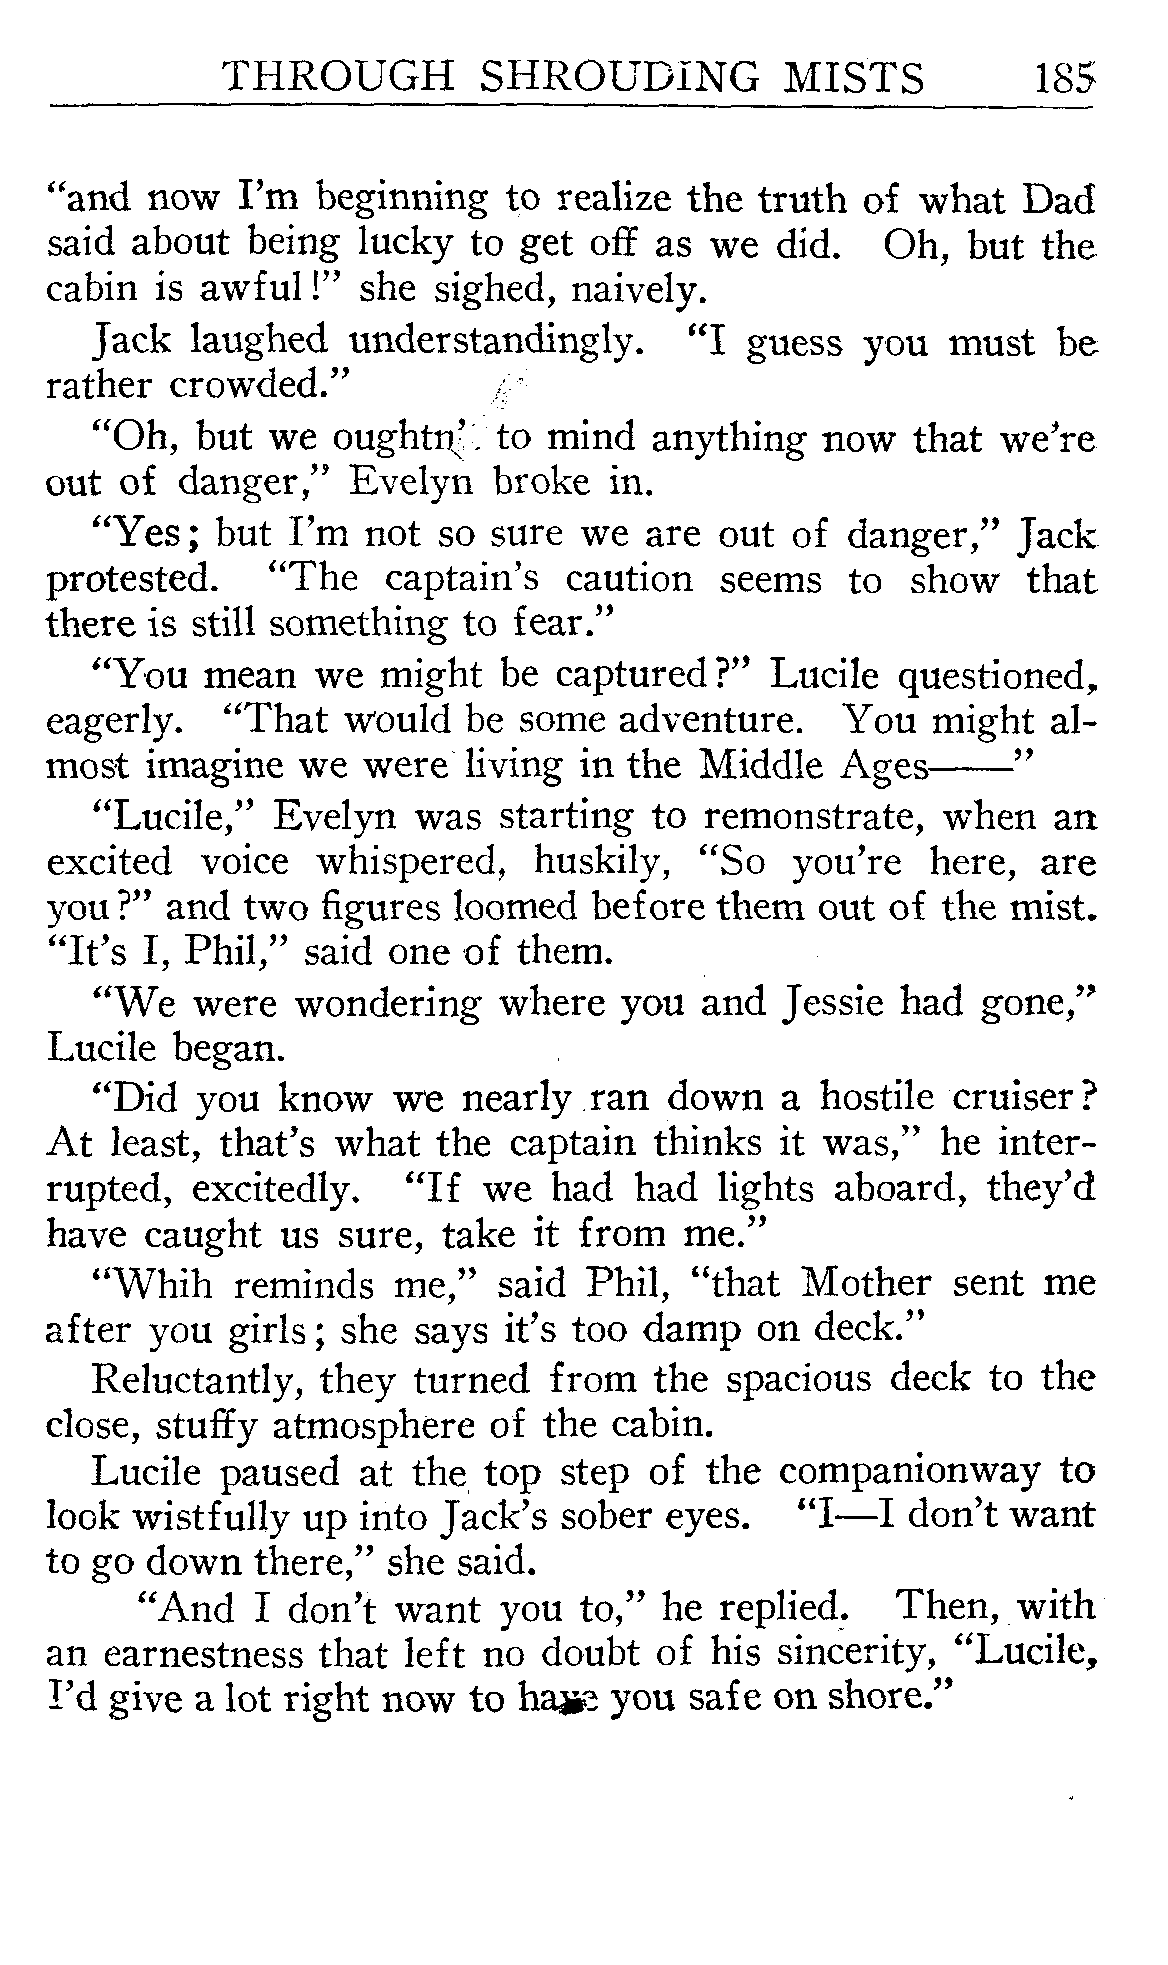 THROUGH SHROUDING MISTS 185
“and now I’m beginning to realize the truth of what Dad
said about being lucky to get off as we did. Oh, but the
cabin is awful!” she sighed, naively.
Jack laughed understandingly. “I guess you must be
rather crowded.”
“Oh, but we oughtn’ to mind anything now that we’re
out of danger,” Evelyn broke in.
“Yes; but I’m not so sure we are out of danger,” Jack
protested. “The captain’s caution seems to show that
there is still something to fear.”
“You mean we might be captured?” Lucile questioned,
eagerly. “That would be some adventure. You might al-
most imagine we were living in the Middle Ages——”
“Lucile,” Evelyn was starting to remonstrate, when an
excited voice whispered, huskily, “So you’re here, are
you?” and two figures loomed before them out of the mist.
“It’s I, Phil,” said one of them.
“We were wondering where you and Jessie had gone,”
Lucile began.
“Did you know we nearly ran down a hostile cruiser?
At least, that’s what the captain thinks it was,” he inter-
rupted, excitedly. “If we had had lights aboard, they’d
have caught us sure, take it from me.”
“Whih reminds me,” said Phil, “that Mother sent me
after you girls; she says it’s too damp on deck.”
Reluctantly, they turned from the spacious deck to the
close, stuffy atmosphere of the cabin.
Lucile paused at the top step of the companionway to
look wistfully up into Jack’s sober eyes. “I—I don’t want
to go down there,” she said.
“And I don’t want you to,” he replied. Then, with
an earnestness that left no doubt of his sincerity, “Lucile,
I’d give a lot right now to have you safe on shore.”